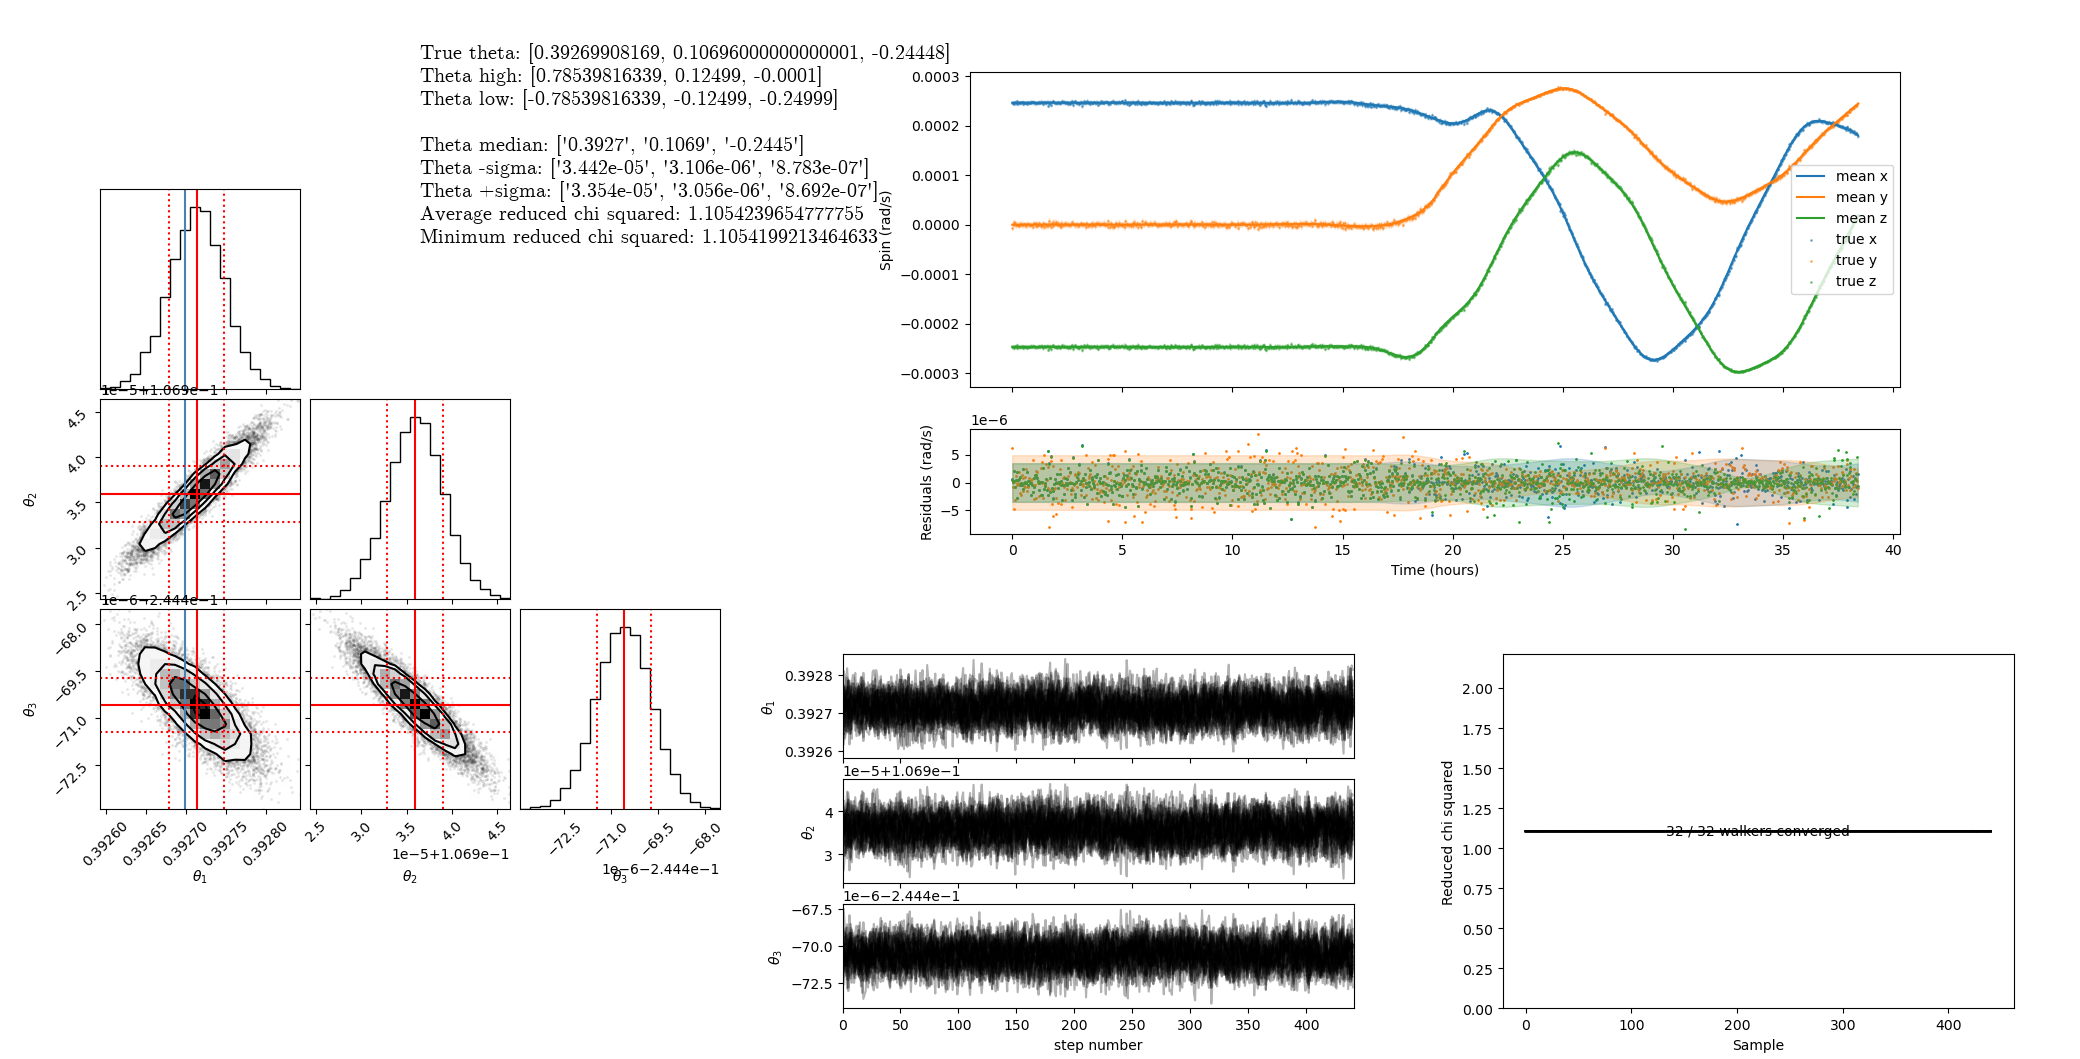 True theta: [0.39269908169, 0.10696000000000001, -0.24448]
Theta high: [0.78539816339, 0.12499, -0.0001]
Theta low: [-0.78539816339, -0.12499, -0.24999]
Theta median: ['0.3927', '0.1069', '-0.2445']
Theta -sigma: ['3.442e-05', '3.106e-06', '8.783e-07']
Theta +sigma: ['3.354e-05', '3.056e-06', '8.692e-07']
Average reduced chi squared: 1.1054239654777755
Minimum reduced chi squared: 1.1054199213464633
0.0003
0.0002
0.0001
0.0000
−0.0001
−0.0002
−0.0003
Spin (rad/s)
mean x
mean y
mean z
true x
true y
true z
1e−6
5
0
−5
Residuals (rad/s)
0 5 10 15 20 25 30 35 40
Time (hours)
1e−5+1.069e−1
4.5
4.0
3.5
3.0
2.5
θ2
1e−6−2.444e−1
−68.0
−69.5
−71.0
−72.5
θ3
0.39260 0.39265 0.39270 0.39275 0.39280
θ1
2.5 3.0 3.5 4.0 4.5
1e−5+1.069e−1
θ2
−72.5 −71.0 −69.5 −68.0
1e−6−2.444e−1
θ3
0.3928
0.3927
0.3926
θ1
1e−5+1.069e−1
4
3
θ2
1e−6−2.444e−1
−67.5
−70.0
−72.5
θ3
0 50 100 150 200 250 300 350 400
step number
2.00
1.75
1.50
1.25
1.00
0.75
0.50
0.25
0.00
Reduced chi squared
32 / 32 walkers converged
0 100 200 300 400
Sample